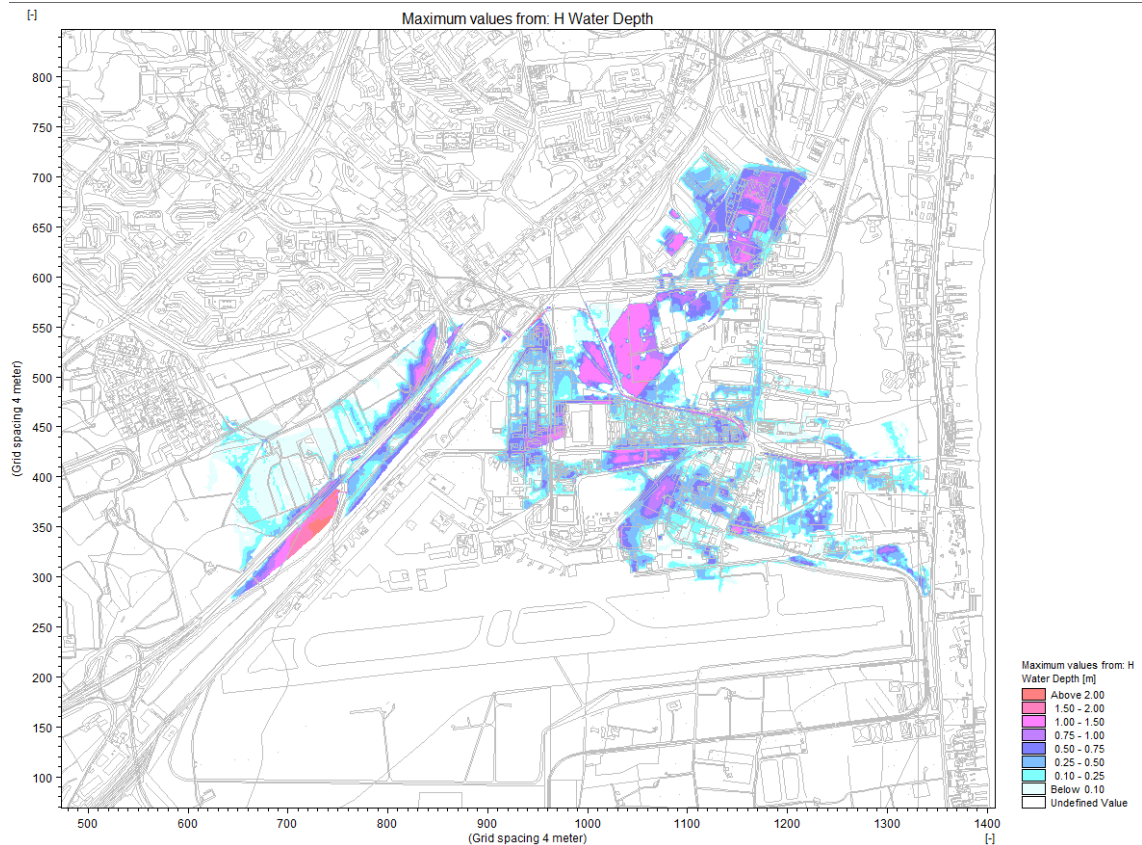 [-]
Maximum values from: H Water Depth
800
750
700
650
600
550
500
450
400
350
300
250
200
150
100
(Grid spacing 4 meter)
500 600 700 800 900 1000 1100 1200 1300 1400
(Grid spacing 4 meter)
[-]
Maximum values from: H
Water Depth [m]
Above 2.00
1.50 - 2.00
1.00 - 1.50
0.75 - 1.00
0.50 - 0.75
0.25 - 0.50
0.10 - 0.25
Below 0.10
Undefined Value